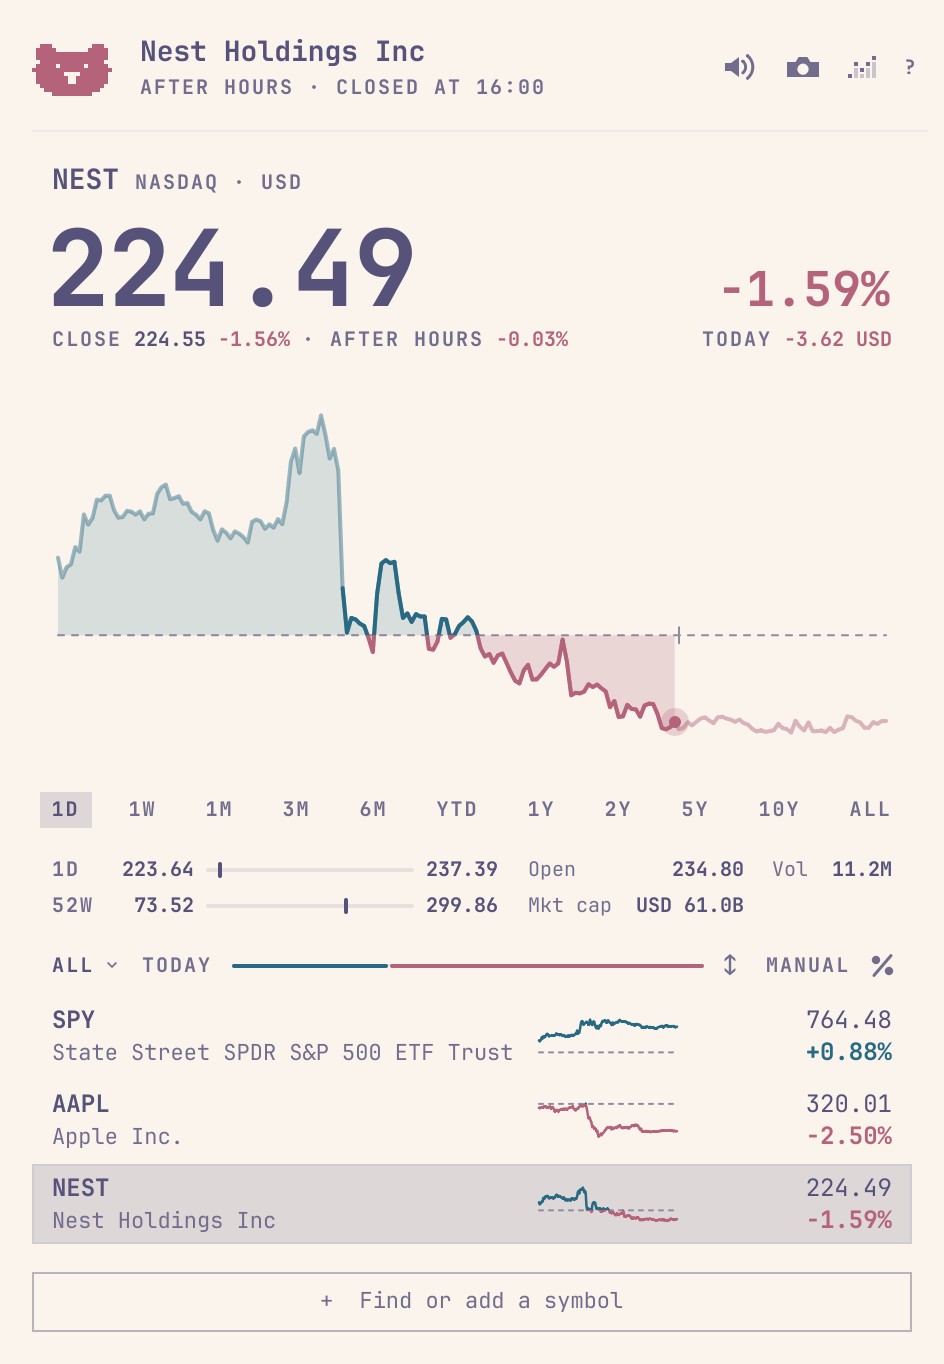 Nest Holdings Inc
AFTER HOURS · CLOSED AT 16:00
?
NEST NASDAQ · USD
224.49
-1.59%
CLOSE 224.55 -1.56% · AFTER HOURS -0.03%
TODAY -3.62 USD
1D 1W 1M 3M 6M YTD 1Y 2Y 5Y 10Y ALL
1D 223.64 237.39 Open 234.80 Vol 11.2M
52W 73.52 299.86 Mkt cap USD 61.0B
ALL TODAY MANUAL %
SPY 764.48
State Street SPDR S&P 500 ETF Trust +0.88%
AAPL 320.01
Apple Inc. -2.50%
NEST 224.49
Nest Holdings Inc -1.59%
+ Find or add a symbol